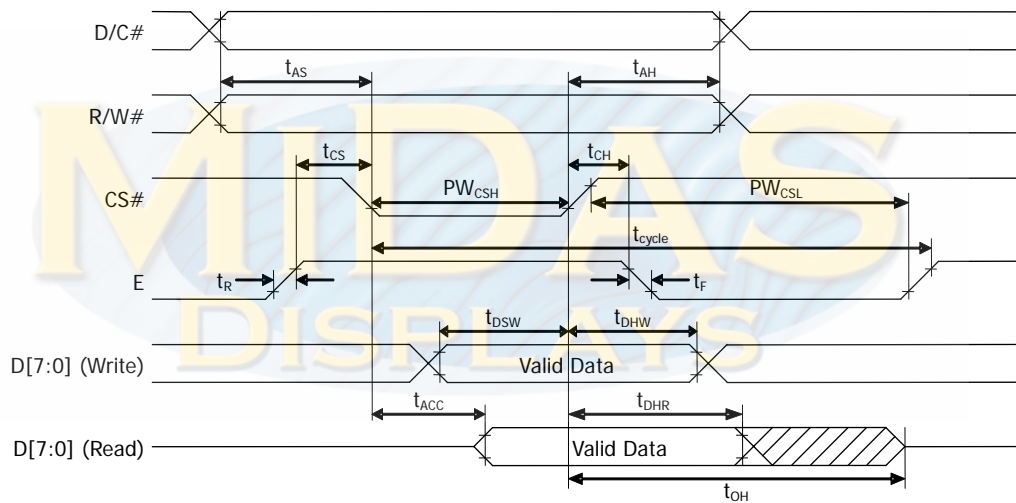 D/C#
tAS
tAH
R/W#
tCS
tCH
CS#
PWCSH
PWCSL
tcycle
E
tR
tF
tDSW
tDHW
D[7:0] (Write)
Valid Data
tACC
tDHR
D[7:0] (Read)
Valid Data
tOH
MIDAS
DISPLAYS